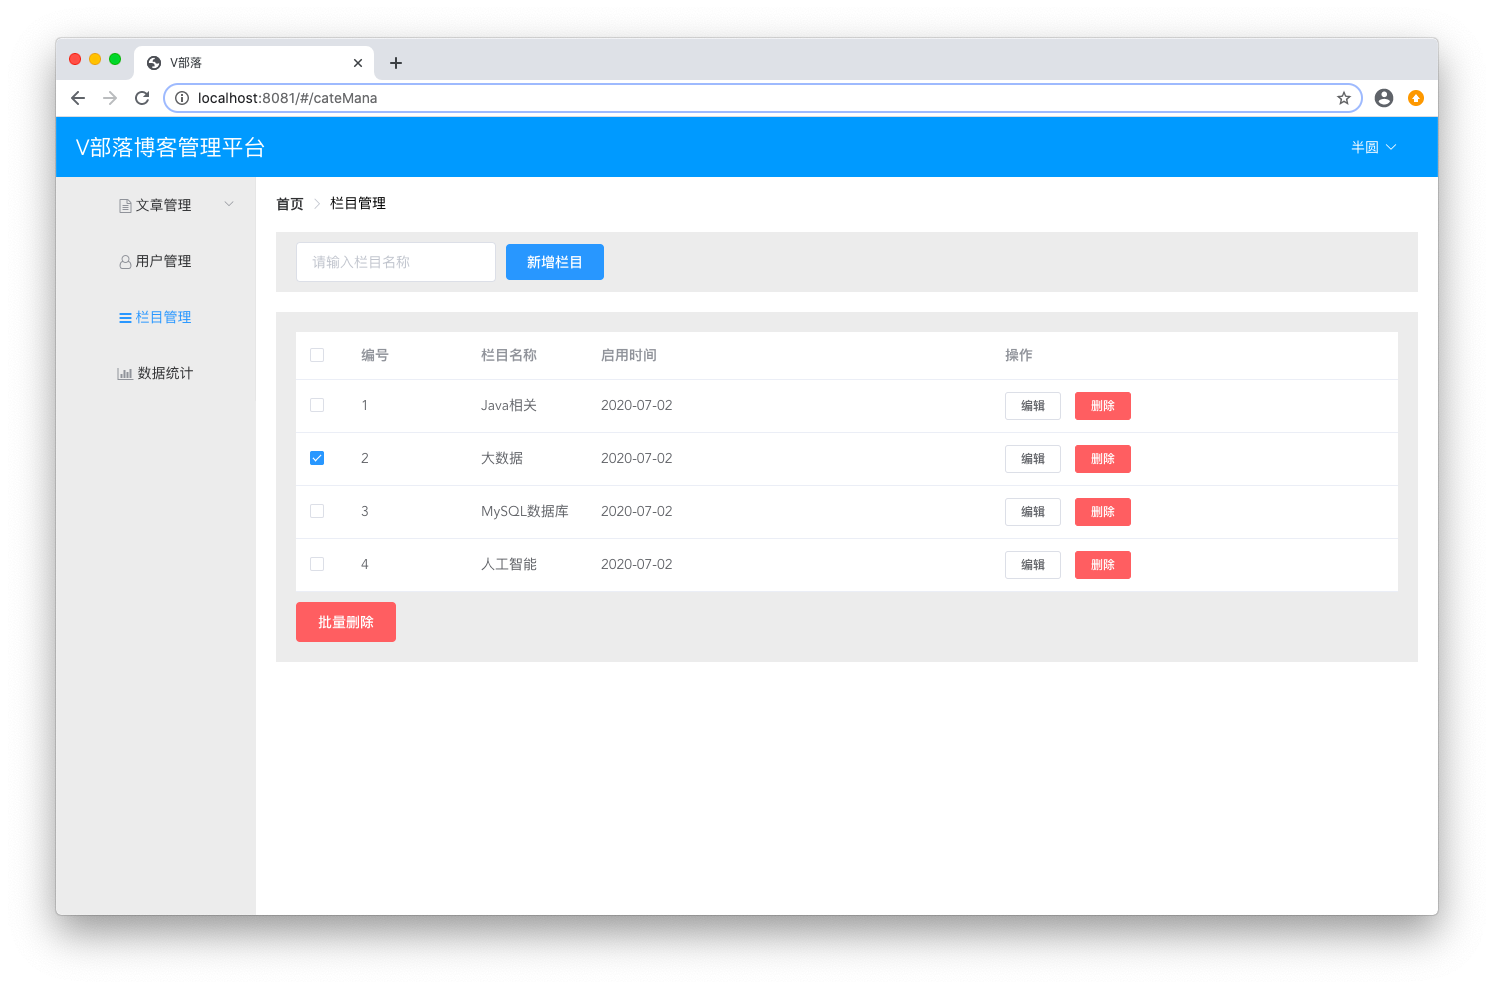 V部落
localhost:8081/#/cateMana
V部落博客管理平台
半圆
文章管理
用户管理
栏目管理
数据统计
首页 栏目管理
请输入栏目名称 新增栏目
编号 栏目名称 启用时间 操作
1 Java相关 2020-07-02 编辑 删除
2 大数据 2020-07-02 编辑 删除
3 MySQL数据库 2020-07-02 编辑 删除
4 人工智能 2020-07-02 编辑 删除
批量删除